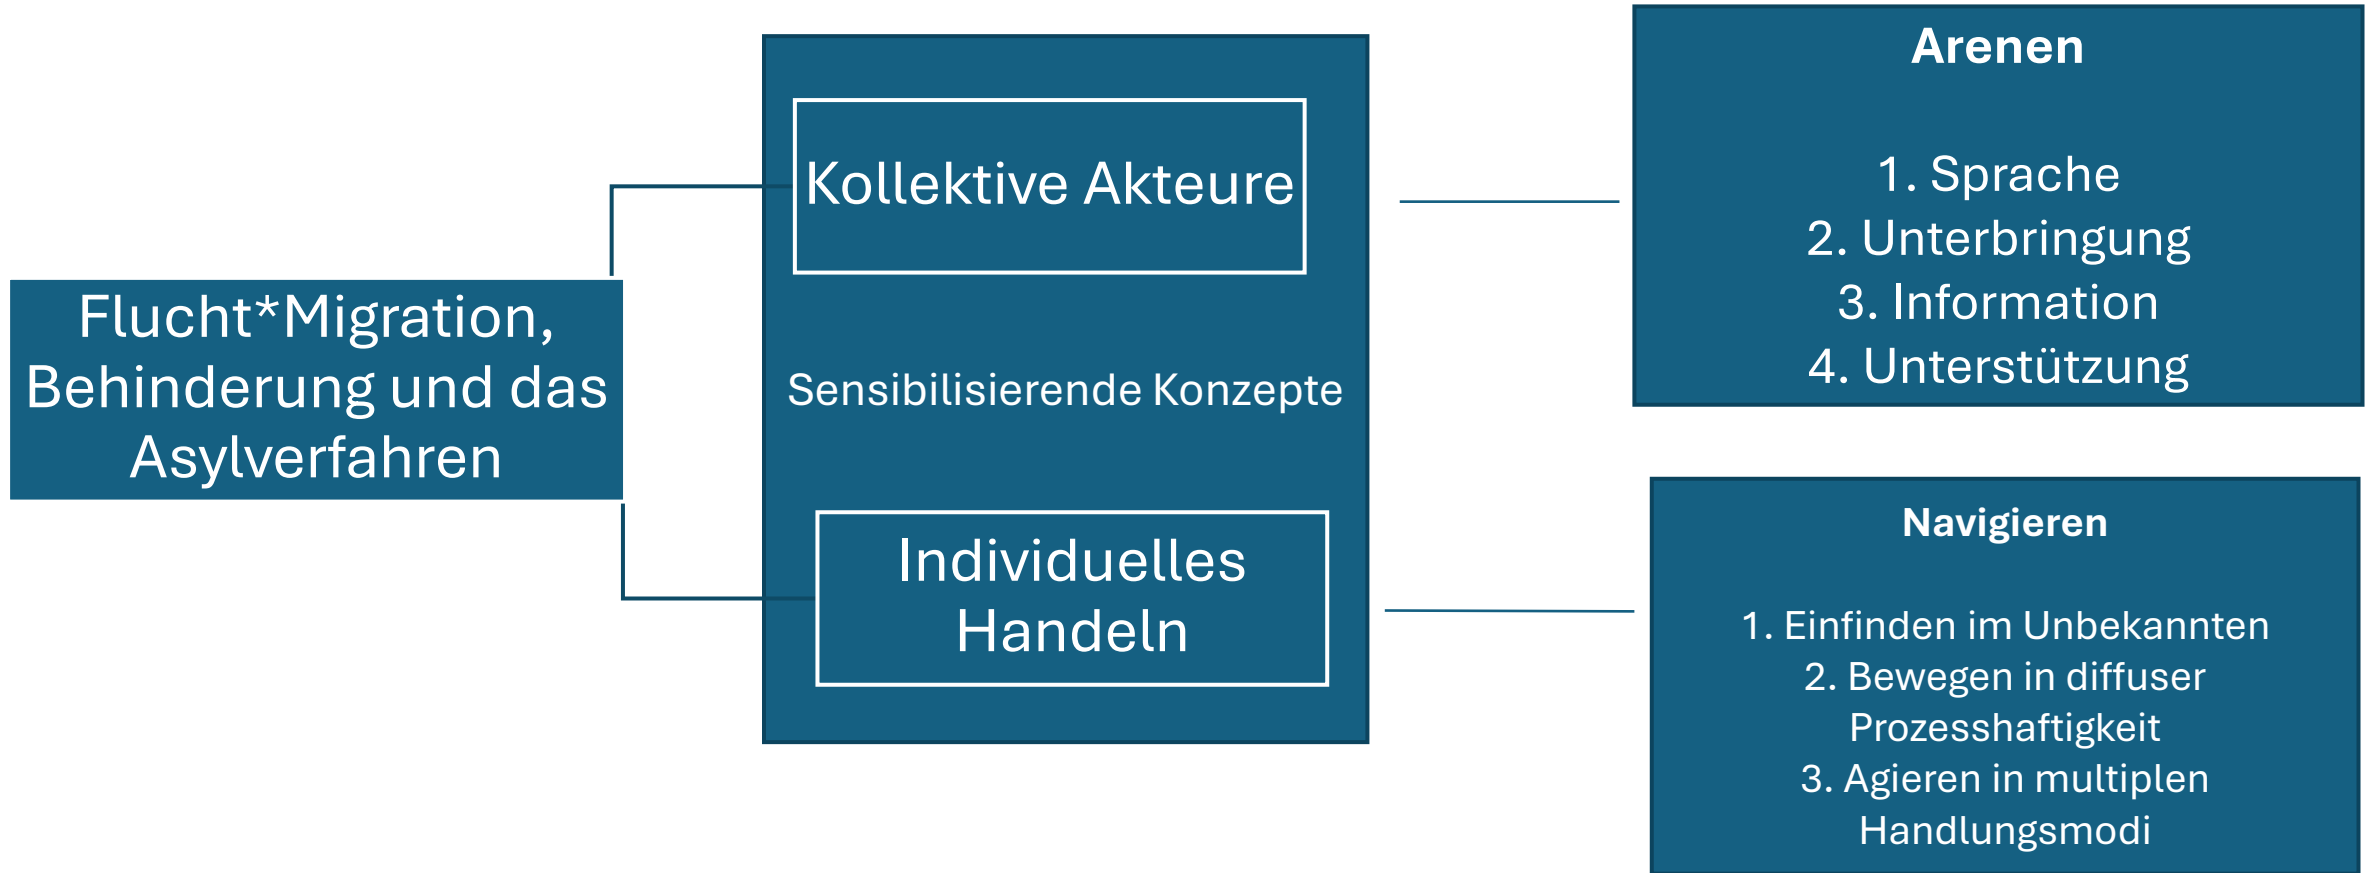 Flucht*Migration,
Behinderung und das
Asylverfahren
Kollektive Akteure
Sensibilisierende Konzepte
Individuelles
Handeln
Arenen
1. Sprache
2. Unterbringung
3. Information
4. Unterstützung
Navigieren
1. Einfinden im Unbekannten
2. Bewegen in diffuser
Prozesshaftigkeit
3. Agieren in multiplen
Handlungsmodi